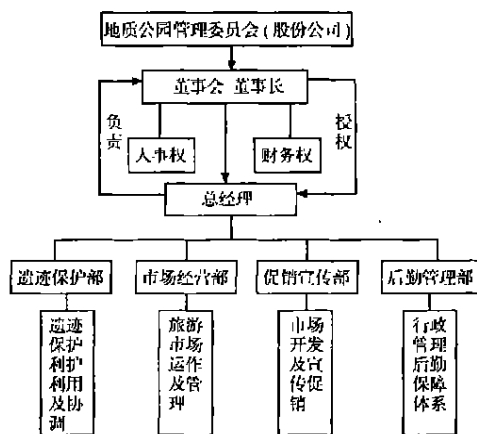 地质公园管理委员会(股份公司)
董事会 董事长
负责
授权
人事权
财务权
总经理
遗迹保护部
市场经营部
促销宣传部
后勤管理部
遗迹
保护
利护
利用
及协
调
旅游
市场
运作
及管
理
市场
开发
及宣
传促
销
行政
管理
后勤
保障
体系